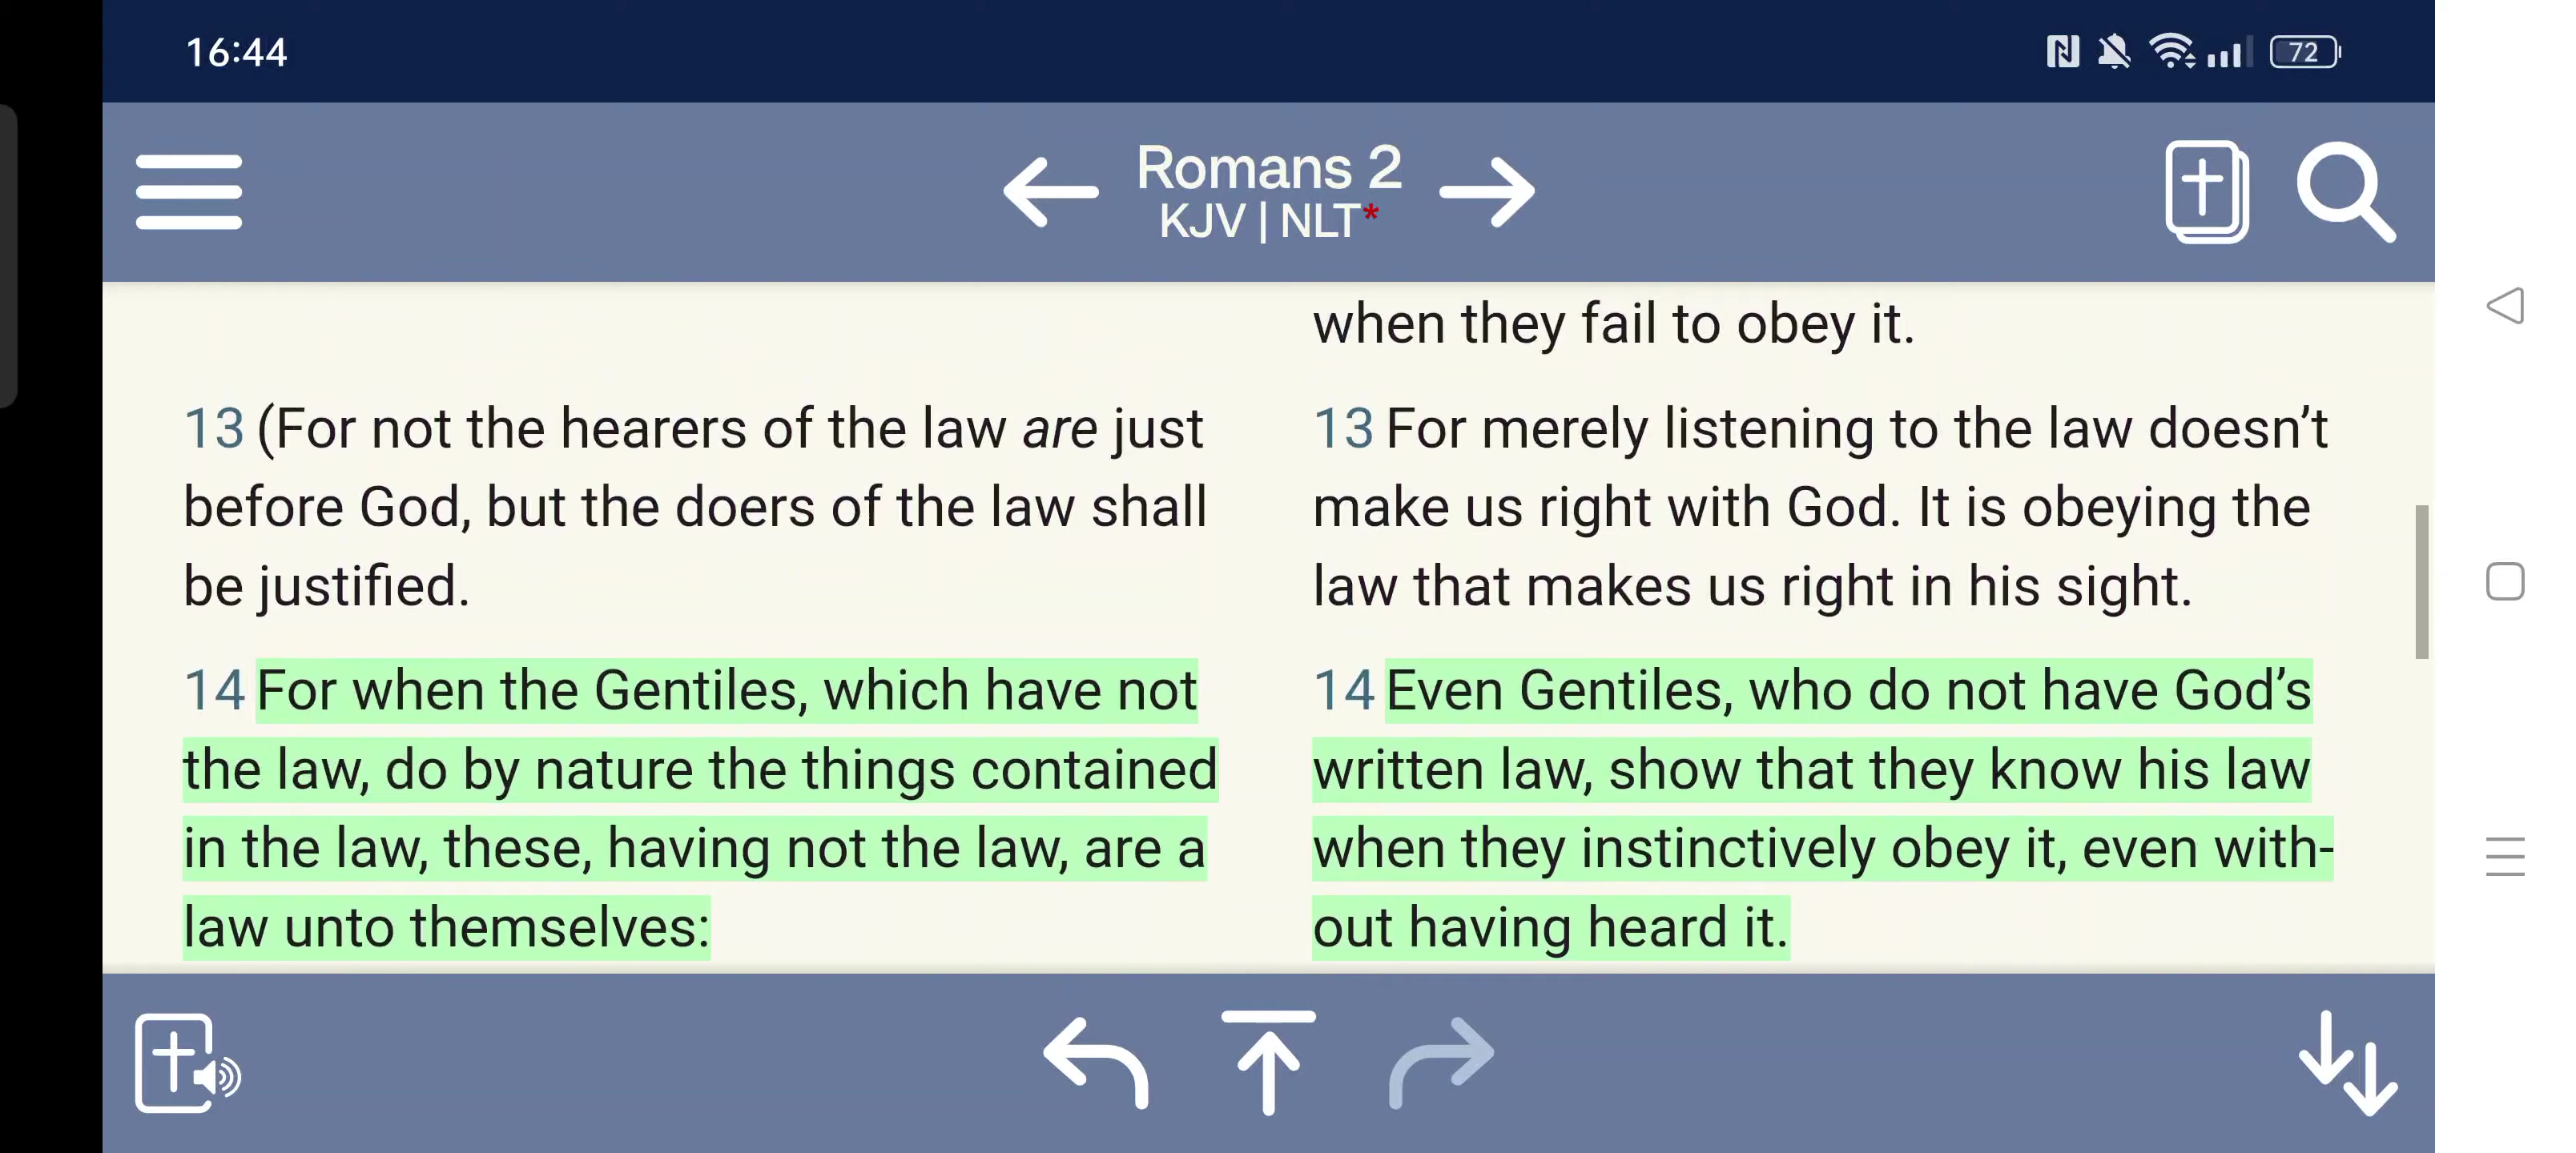 16:44
72
Romans 2
KJV | NLT*
13 (For not the hearers of the law are just
before God, but the doers of the law shall
be justified.
14 For when the Gentiles, which have not
the law, do by nature the things contained
in the law, these, having not the law, are a
law unto themselves:
when they fail to obey it.
13 For merely listening to the law doesn’t
make us right with God. It is obeying the
law that makes us right in his sight.
14 Even Gentiles, who do not have God’s
written law, show that they know his law
when they instinctively obey it, even with-
out having heard it.